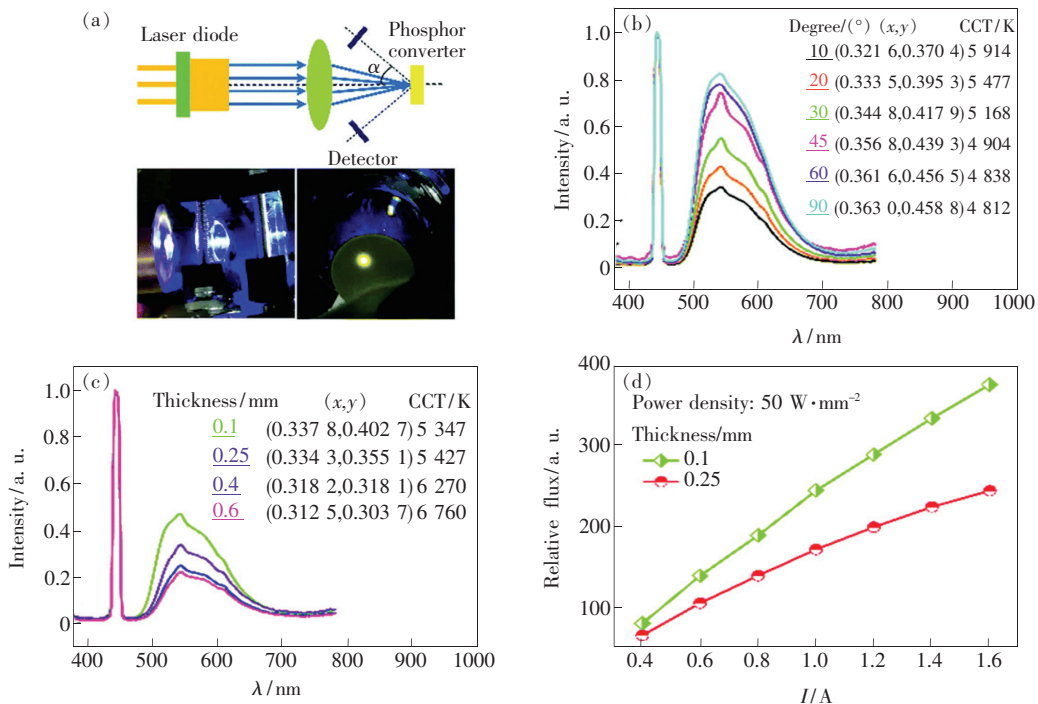 (a)
Laser diode
Phosphor
converter
α
Detector
(b)
Degree/(°) (x,y) CCT/K
10 (0.321 6,0.370 4) 5 914
20 (0.333 5,0.395 3) 5 477
30 (0.344 8,0.417 9) 5 168
45 (0.356 8,0.439 3) 4 904
60 (0.361 6,0.456 5) 4 838
90 (0.363 0,0.458 8) 4 812
Intensity/a. u.
1.0
0.8
0.6
0.4
0.2
0
400 500 600 700 800 900 1000
λ/nm
(c)
Thickness/mm (x,y) CCT/K
0.1 (0.337 8,0.402 7) 5 347
0.25 (0.334 3,0.355 1) 5 427
0.4 (0.318 2,0.318 1) 6 270
0.6 (0.312 5,0.303 7) 6 760
Intensity/a. u.
1.0
0.8
0.6
0.4
0.2
0
400 500 600 700 800 900 1000
λ/nm
(d)
Power density: 50 W·mm⁻²
Thickness/mm
0.1
0.25
Relative flux/a. u.
400
300
200
100
0.4 0.6 0.8 1.0 1.2 1.4 1.6
I/A